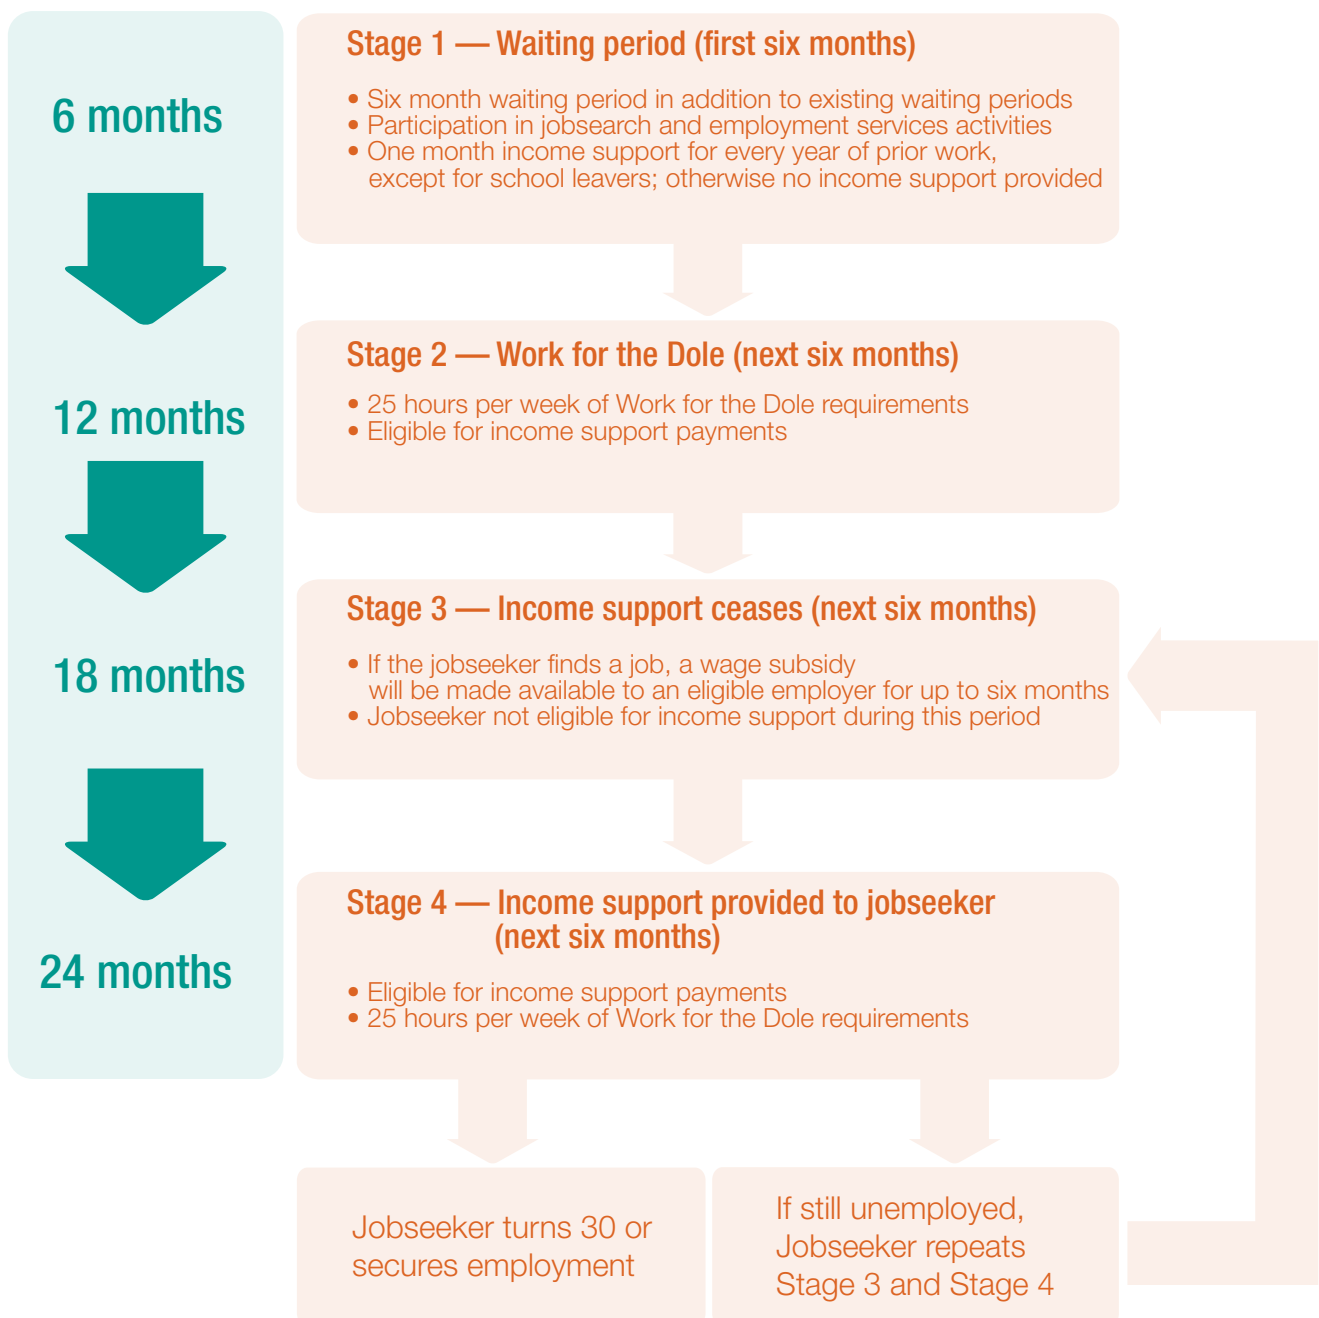 6 months
Stage 1 — Waiting period (first six months)
• Six month waiting period in addition to existing waiting periods
• Participation in jobsearch and employment services activities
• One month income support for every year of prior work,
except for school leavers; otherwise no income support provided
12 months
Stage 2 — Work for the Dole (next six months)
• 25 hours per week of Work for the Dole requirements
• Eligible for income support payments
18 months
Stage 3 — Income support ceases (next six months)
• If the jobseeker finds a job, a wage subsidy
will be made available to an eligible employer for up to six months
• Jobseeker not eligible for income support during this period
24 months
Stage 4 — Income support provided to jobseeker
(next six months)
• Eligible for income support payments
• 25 hours per week of Work for the Dole requirements
Jobseeker turns 30 or
secures employment
If still unemployed,
Jobseeker repeats
Stage 3 and Stage 4